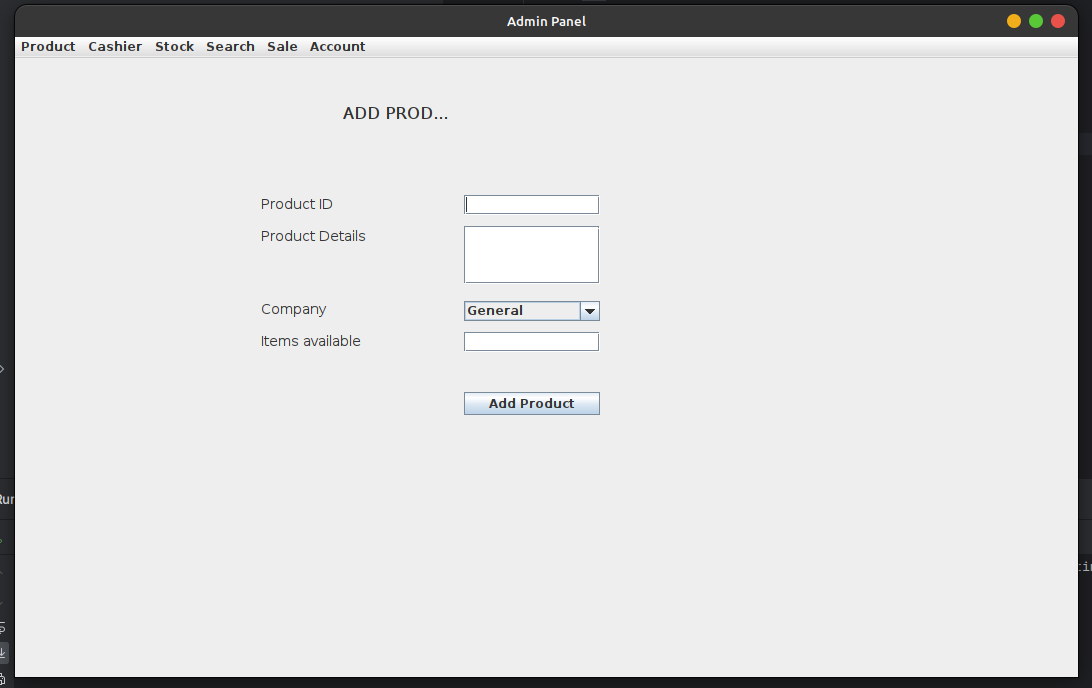 Admin Panel
Product Cashier Stock Search Sale Account
ADD PROD...
Product ID
Product Details
Company General
Items available
Add Product